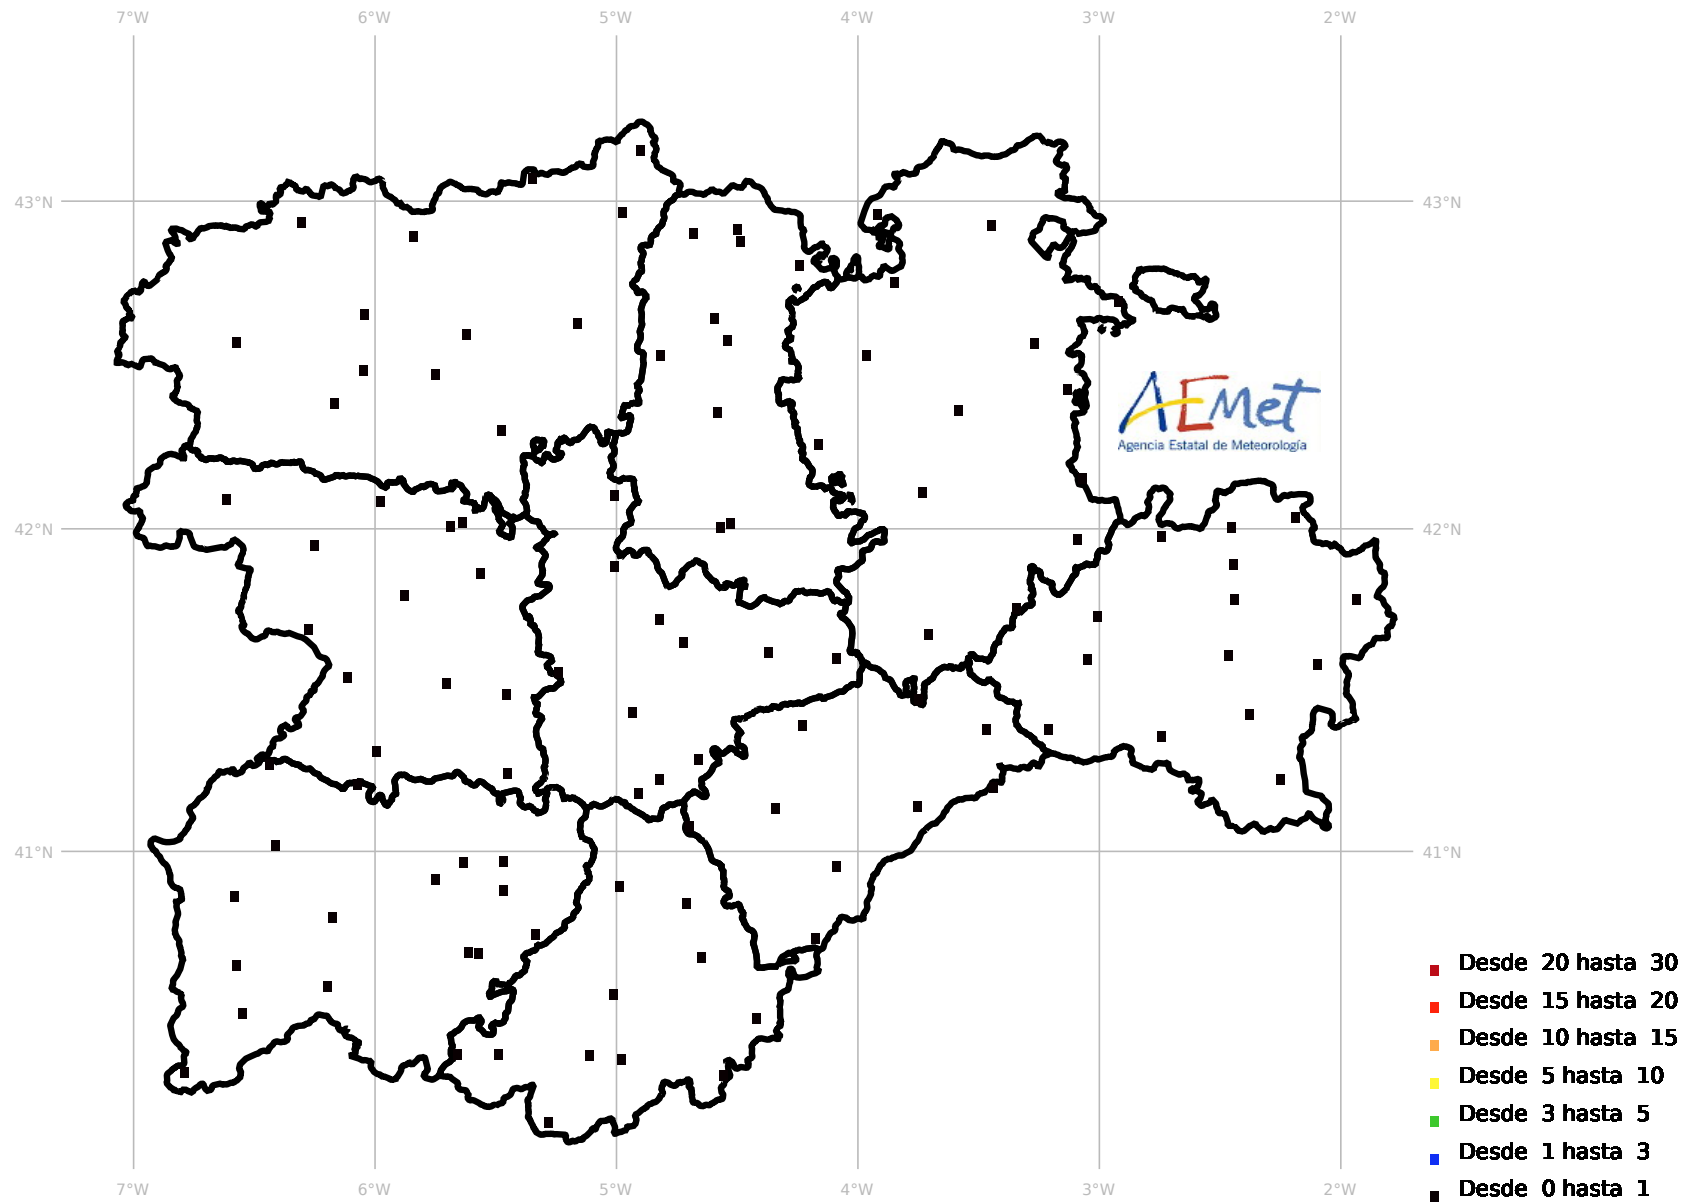 7°W 6°W 5°W 4°W 3°W 2°W
43°N 43°N
AEMet
Agencia Estatal de Meteorología
42°N 42°N
41°N 41°N
Desde 20 hasta 30
Desde 15 hasta 20
Desde 10 hasta 15
Desde 5 hasta 10
Desde 3 hasta 5
Desde 1 hasta 3
Desde 0 hasta 1
7°W 6°W 5°W 4°W 3°W 2°W